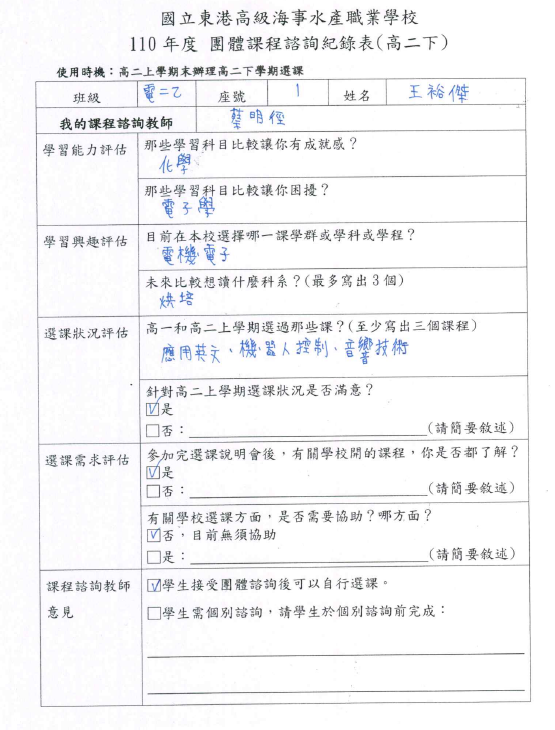 國立東港高級海事水產職業學校
110 年度 團體課程諮詢紀錄表(高二下)
使用時機：高二上學期末辦理高二下學期選課
班級 電二乙 座號 1 姓名 王裕傑
我的課程諮詢教師 蔡明俓
學習能力評估 那些學習科目比較讓你有成就感？
化學
那些學習科目比較讓你困擾？
電子學
學習興趣評估 目前在本校選擇哪一課學群或學科或學程？
電機電子
未來比較想讀什麼科系？(最多寫出 3 個)
烘培
選課狀況評估 高一和高二上學期選過那些課？(至少寫出三個課程)
應用英文、機器人控制、音響技術
針對高二上學期選課狀況是否滿意？
☑是
□否：＿＿＿＿＿＿＿＿＿＿＿＿＿＿(請簡要敘述)
選課需求評估 參加完選課說明會後，有關學校開的課程，你是否都了解？
☑是
□否：＿＿＿＿＿＿＿＿＿＿＿＿＿＿(請簡要敘述)
有關學校選課方面，是否需要協助？哪方面？
☑否，目前無須協助
□是：＿＿＿＿＿＿＿＿＿＿＿＿＿＿(請簡要敘述)
課程諮詢教師 ☑學生接受團體諮詢後可以自行選課。
意見 □學生需個別諮詢，請學生於個別諮詢前完成：